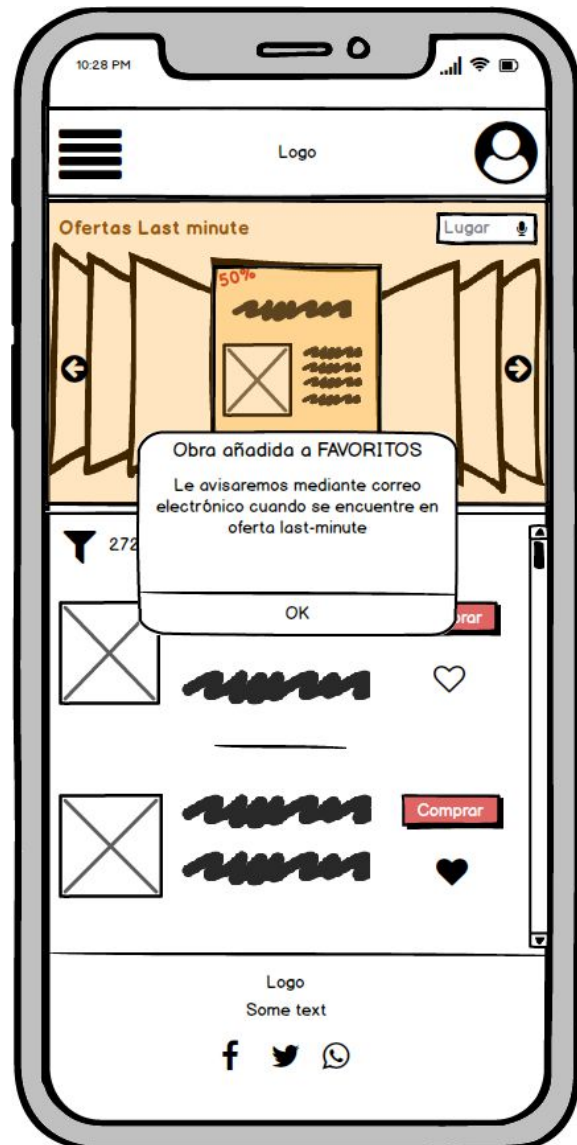 10:28 PM
Logo
Ofertas Last minute
Lugar
50%
Obra añadida a FAVORITOS
Le avisaremos mediante correo
electrónico cuando se encuentre en
oferta last-minute
OK
272
Comprar
Logo
Some text